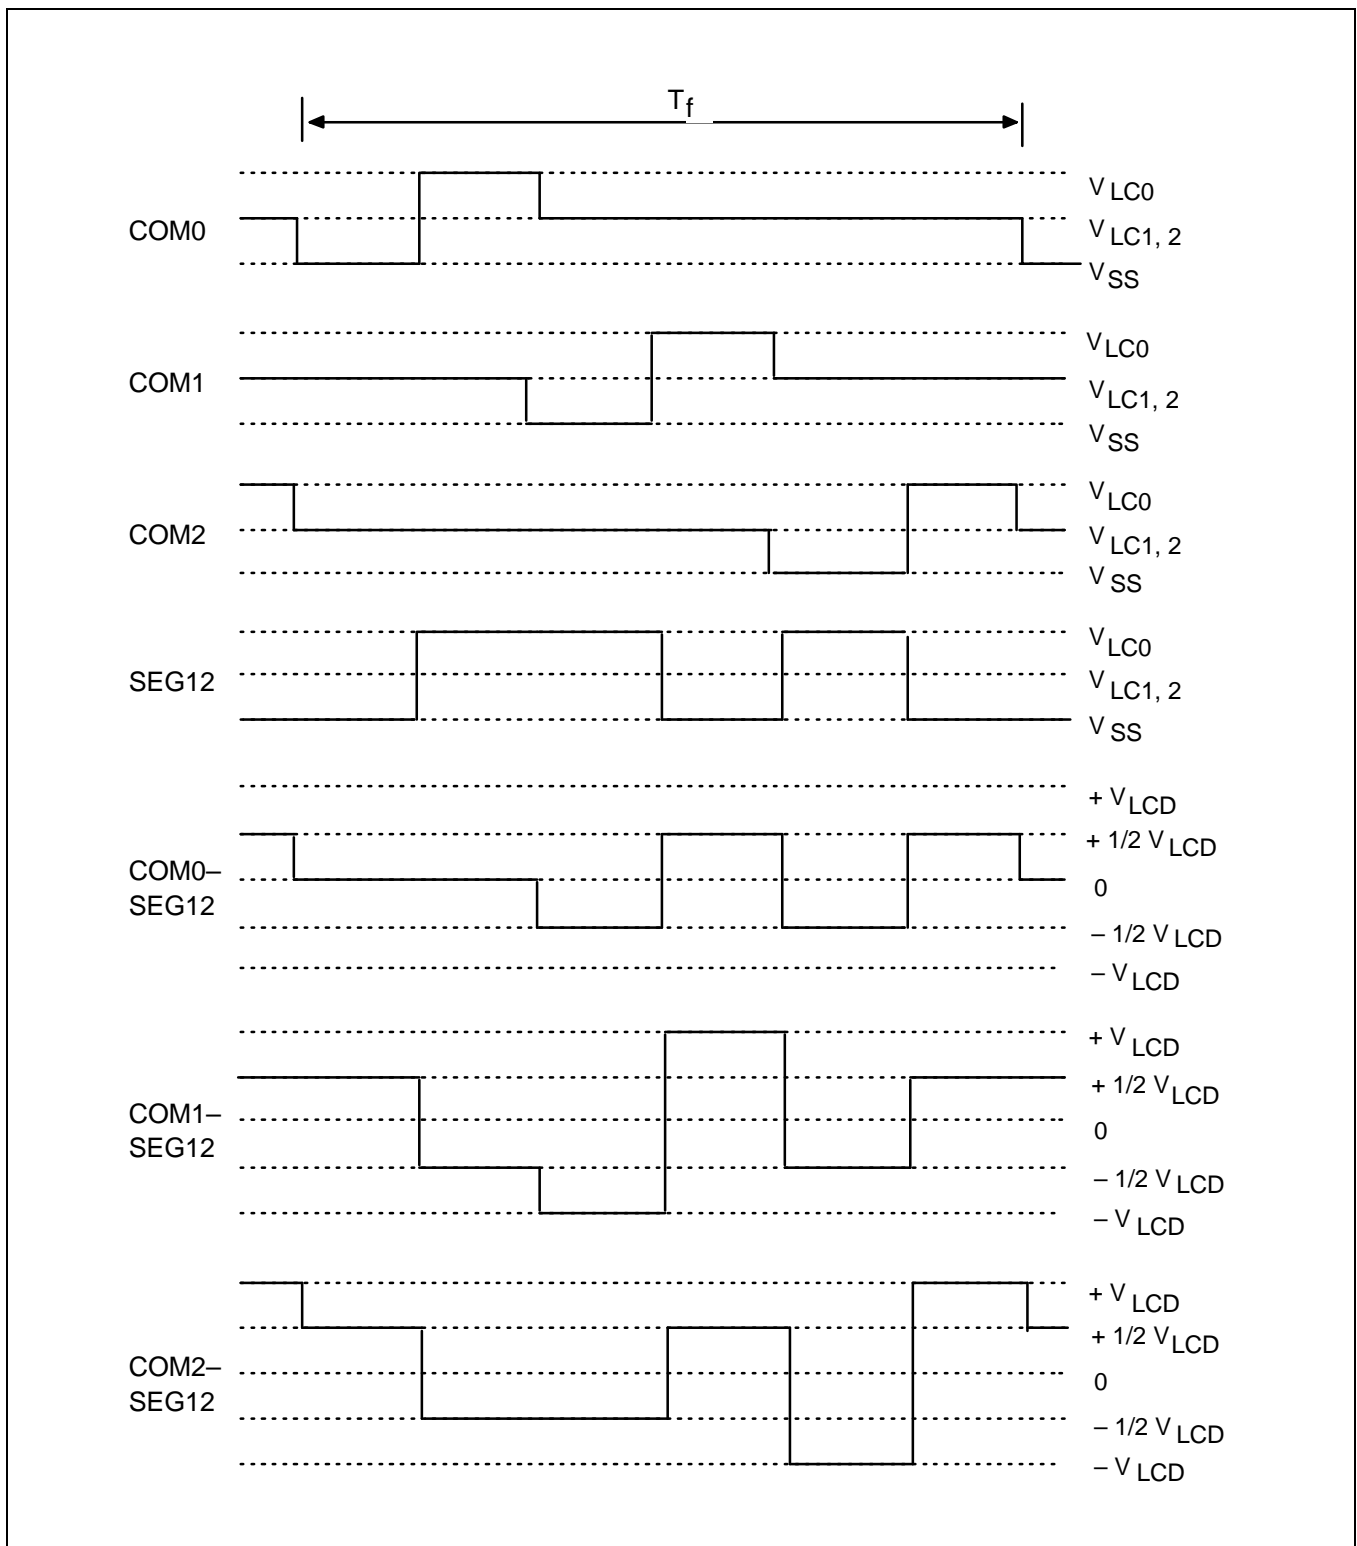 Tf
COM0
VLC0
VLC1, 2
VSS
COM1
VLC0
VLC1, 2
VSS
COM2
VLC0
VLC1, 2
VSS
SEG12
VLC0
VLC1, 2
VSS
COM0–
SEG12
+ VLCD
+ 1/2 VLCD
0
– 1/2 VLCD
– VLCD
COM1–
SEG12
+ VLCD
+ 1/2 VLCD
0
– 1/2 VLCD
– VLCD
COM2–
SEG12
+ VLCD
+ 1/2 VLCD
0
– 1/2 VLCD
– VLCD